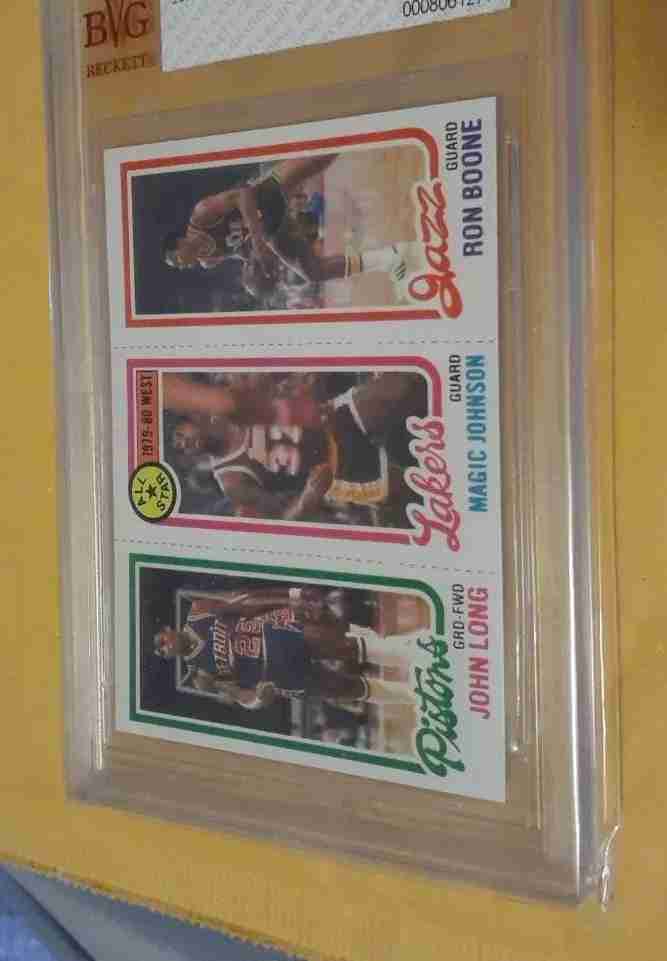 BVG
BECKETT
Pistons
GRD-FWD
JOHN LONG
Detroit
1979-80 WEST
ALL
STAR
32
Lakers
GUARD
MAGIC JOHNSON
Jazz
GUARD
RON BOONE